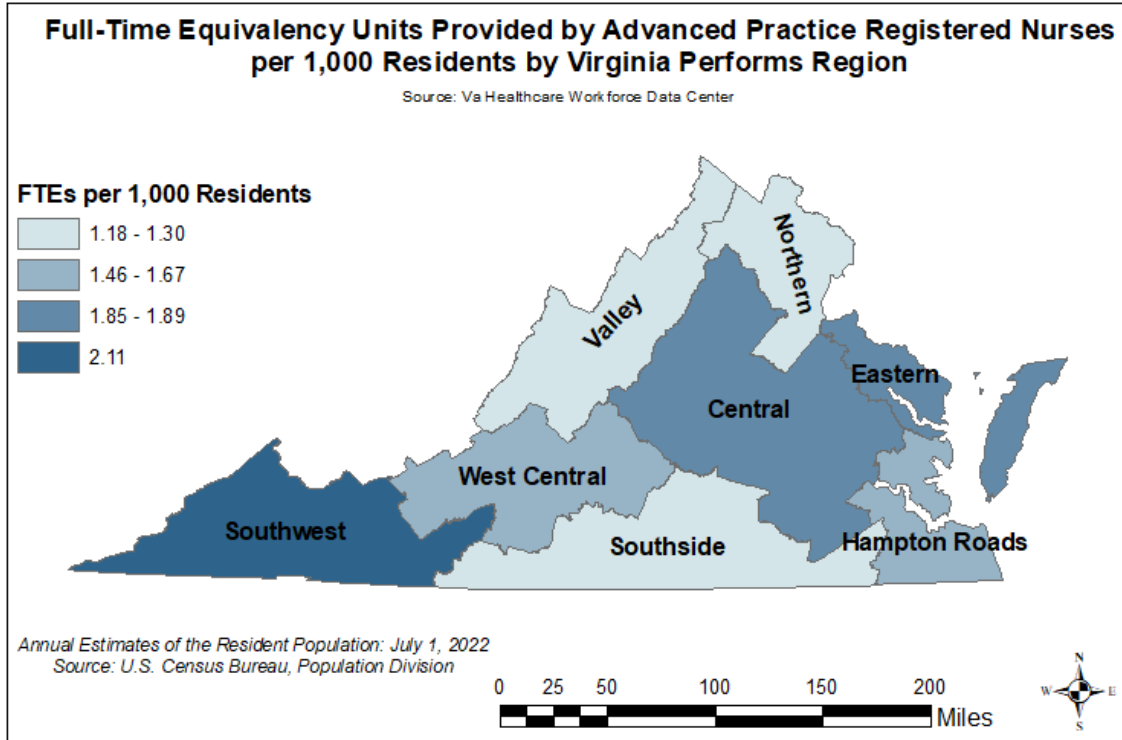 Full-Time Equivalency Units Provided by Advanced Practice Registered Nurses
per 1,000 Residents by Virginia Performs Region
Source: Va Healthcare Workforce Data Center
FTEs per 1,000 Residents
1.18 - 1.30
1.46 - 1.67
1.85 - 1.89
2.11
Northern
Valley
Eastern
Central
West Central
Southwest
Southside
Hampton Roads
Annual Estimates of the Resident Population: July 1, 2022
Source: U.S. Census Bureau, Population Division
0 25 50 100 150 200
Miles
N
W E
S